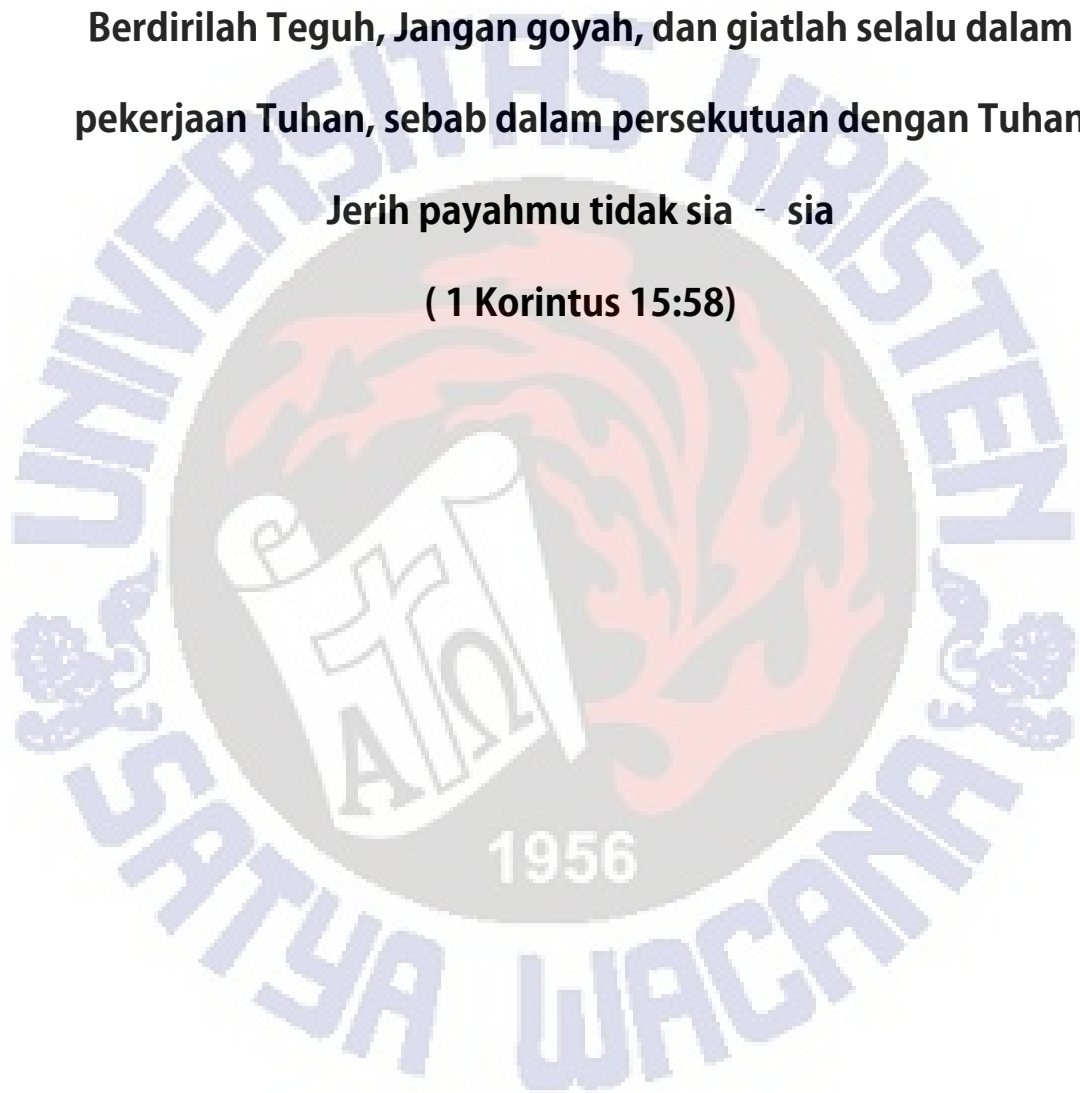 Berdirilah Teguh, Jangan goyah, dan giatlah selalu dalam
pekerjaan Tuhan, sebab dalam persekutuan dengan Tuhan
Jerih payahmu tidak sia - sia
( 1 Korintus 15:58)
UNIVERSITAS KRISTEN
Α Ω
1956
SATYA WACANA